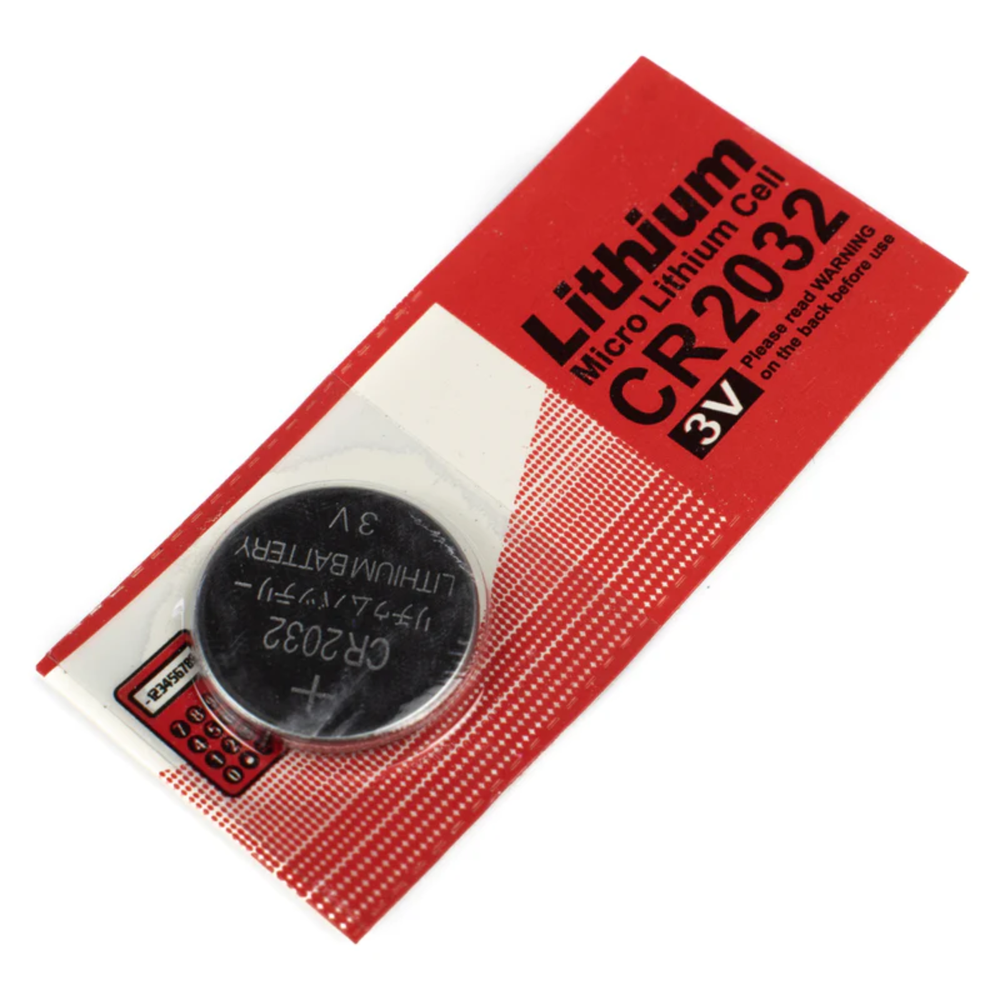 Lithium
Micro Lithium Cell
CR2032
3V
Please read WARNING
on the back before use
+
CR2032
リチウムバッテリー
LITHIUM BATTERY
3V